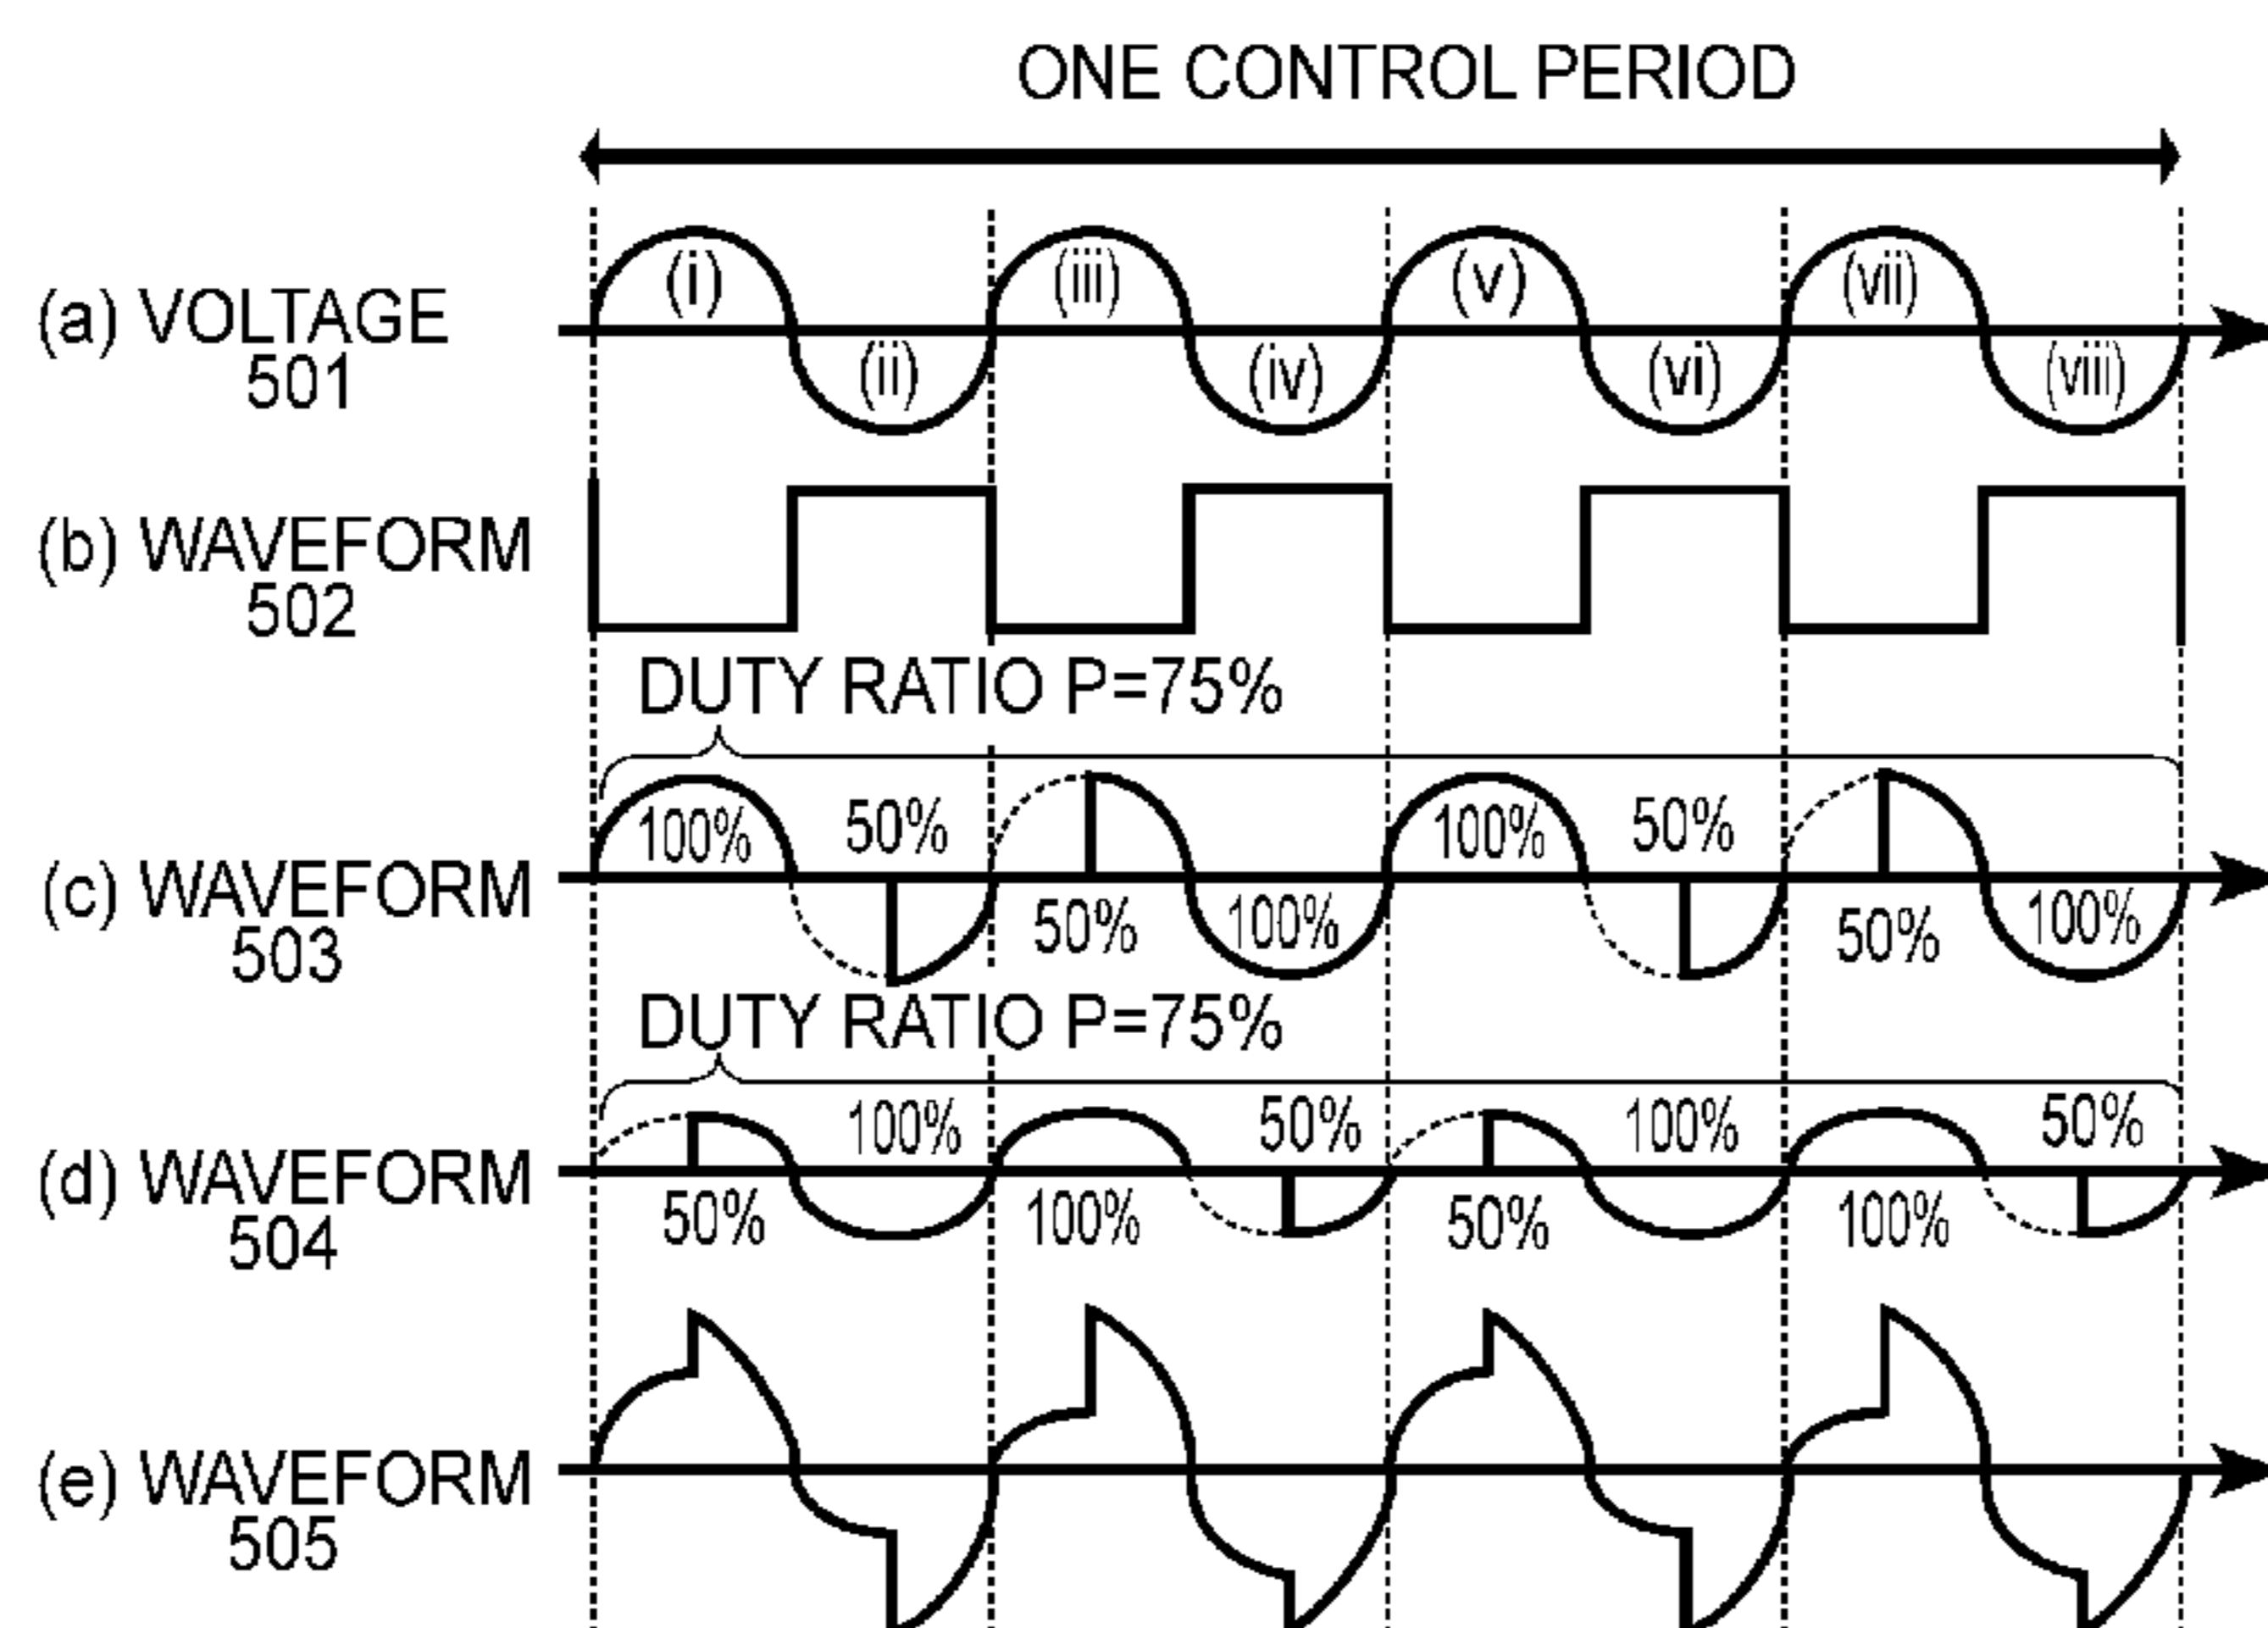 ONE CONTROL PERIOD
(a) VOLTAGE
501
(i)
(ii)
(iii)
(iv)
(v)
(vi)
(vii)
(viii)
(b) WAVEFORM
502
DUTY RATIO P=75%
(c) WAVEFORM
503
100%
50%
50%
100%
100%
50%
50%
100%
DUTY RATIO P=75%
(d) WAVEFORM
504
50%
100%
100%
50%
50%
100%
100%
50%
(e) WAVEFORM
505